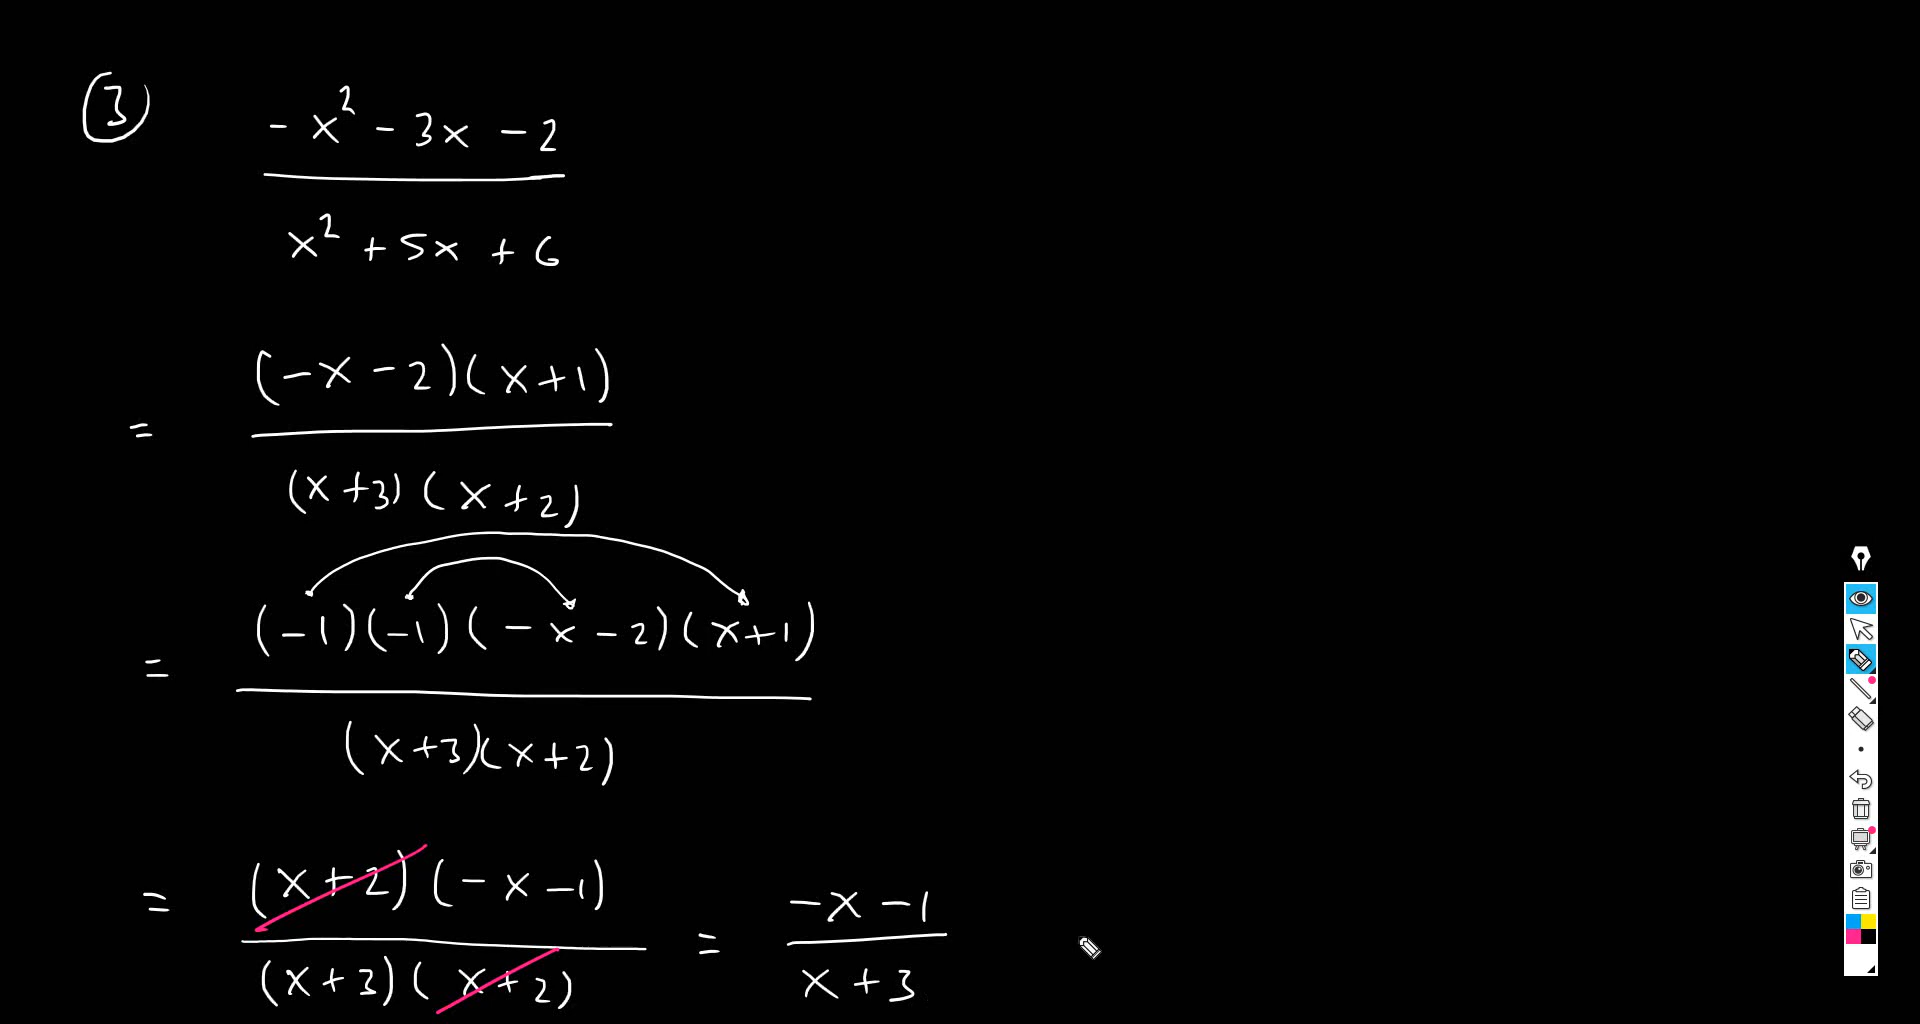 3
-x² - 3x - 2
x² + 5x + 6
= (-x - 2)(x + 1)
(x + 3)(x + 2)
= (-1)(-1)(-x - 2)(x + 1)
(x + 3)(x + 2)
= (x + 2)(-x - 1)
(x + 3)(x + 2)
= -x - 1
x + 3